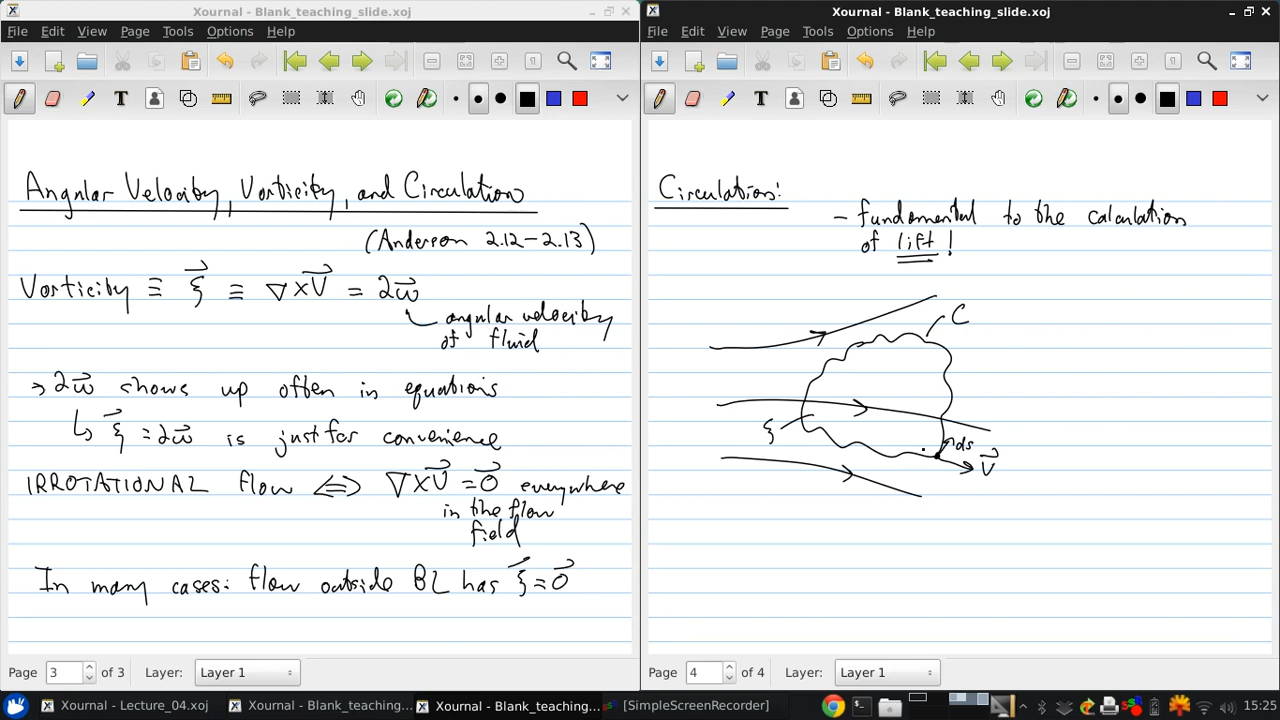 Xournal - Blank_teaching_slide.xoj
File Edit View Page Tools Options Help
Angular Velocity, Vorticity, and Circulation
(Anderson 2.12-2.13)
Vorticity ≡ ξ⃗ ≡ ∇×V⃗ = 2ω⃗
angular velocity
of fluid
→ 2ω⃗ shows up often in equations
↳ ξ⃗ = 2ω⃗ is just for convenience
IRROTATIONAL flow ⟺ ∇×V⃗ = 0⃗ everywhere
in the flow
field
In many cases: flow outside BL has ξ⃗ = 0⃗
Page 3 of 3 Layer: Layer 1
Xournal - Blank_teaching_slide.xoj
File Edit View Page Tools Options Help
Circulation:
- fundamental to the calculation
of lift!
C
ξ
ds
V⃗
Page 4 of 4 Layer: Layer 1
Xournal - Lecture_04.xoj
Xournal - Blank_teaching...
Xournal - Blank_teaching...
[SimpleScreenRecorder]
15:25